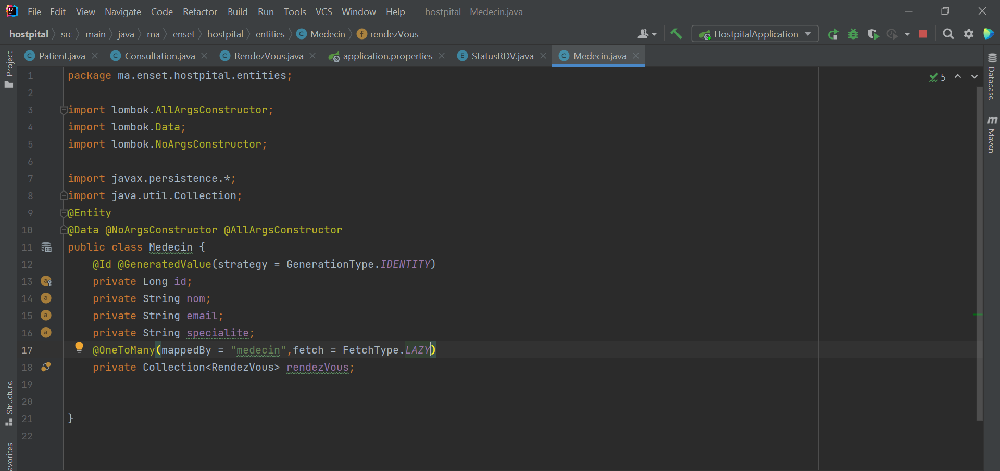 File Edit View Navigate Code Refactor Build Run Tools VCS Window Help hostpital - Medecin.java
hostpital src main java ma enset hostpital entities Medecin rendezVous HostpitalApplication
Patient.java Consultation.java RendezVous.java application.properties StatusRDV.java Medecin.java
Project
Structure
avorites
Database
Maven
5
1 package ma.enset.hostpital.entities;
2
3 import lombok.AllArgsConstructor;
4 import lombok.Data;
5 import lombok.NoArgsConstructor;
6
7 import javax.persistence.*;
8 import java.util.Collection;
9 @Entity
10 @Data @NoArgsConstructor @AllArgsConstructor
11 public class Medecin {
12 @Id @GeneratedValue(strategy = GenerationType.IDENTITY)
13 private Long id;
14 private String nom;
15 private String email;
16 private String specialite;
17 @OneToMany(mappedBy = "medecin",fetch = FetchType.LAZY)
18 private Collection<RendezVous> rendezVous;
19
20
21 }
22